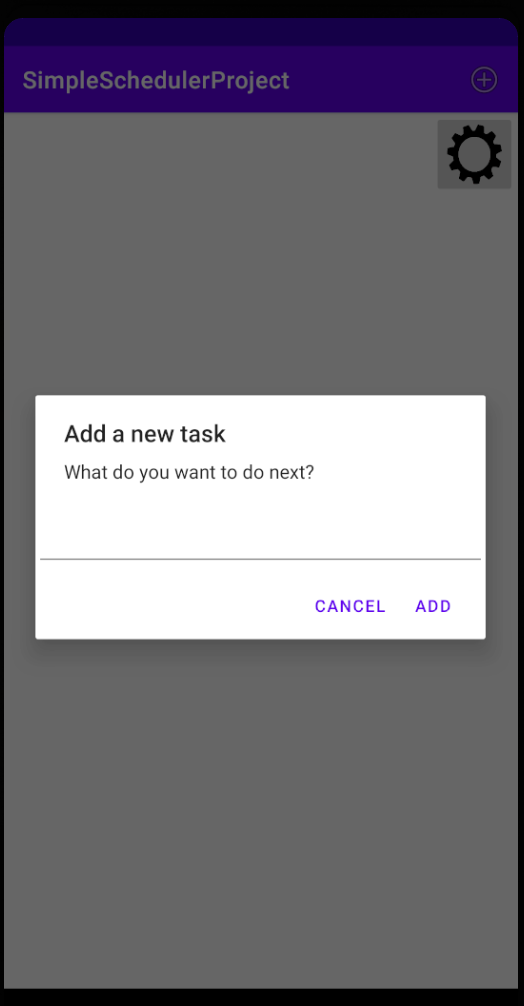 SimpleSchedulerProject
Add a new task
What do you want to do next?
CANCEL ADD